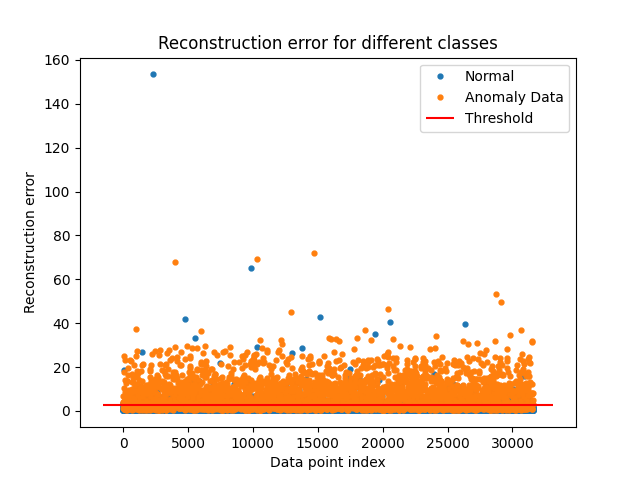 Reconstruction error for different classes
Normal
Anomaly Data
Threshold
Reconstruction error
160
140
120
100
80
60
40
20
0
0 5000 10000 15000 20000 25000 30000
Data point index